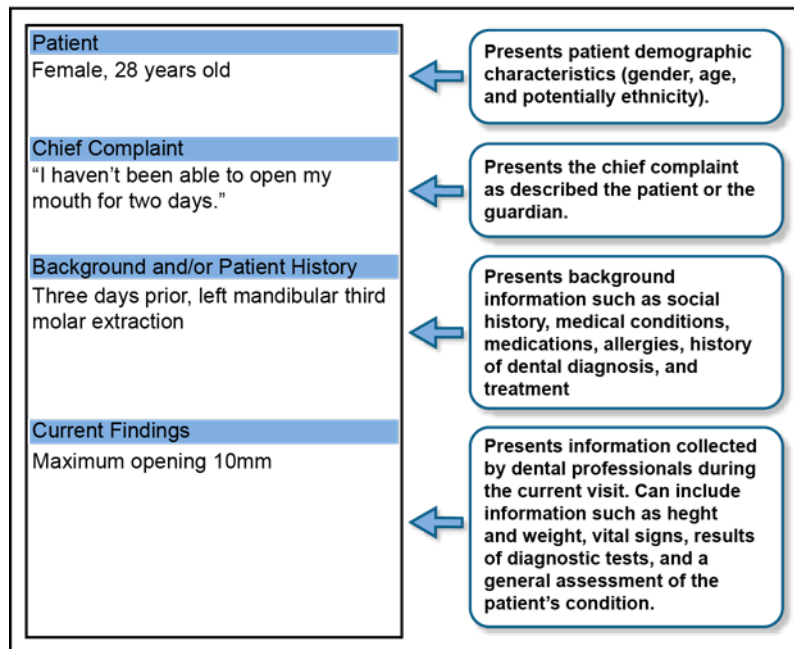 Patient
Female, 28 years old
Presents patient demographic
characteristics (gender, age,
and potentially ethnicity).
Chief Complaint
“I haven’t been able to open my
mouth for two days.”
Presents the chief complaint
as described the patient or the
guardian.
Background and/or Patient History
Three days prior, left mandibular third
molar extraction
Presents background
information such as social
history, medical conditions,
medications, allergies, history
of dental diagnosis, and
treatment
Current Findings
Maximum opening 10mm
Presents information collected
by dental professionals during
the current visit. Can include
information such as heght
and weight, vital signs, results
of diagnostic tests, and a
general assessment of the
patient’s condition.